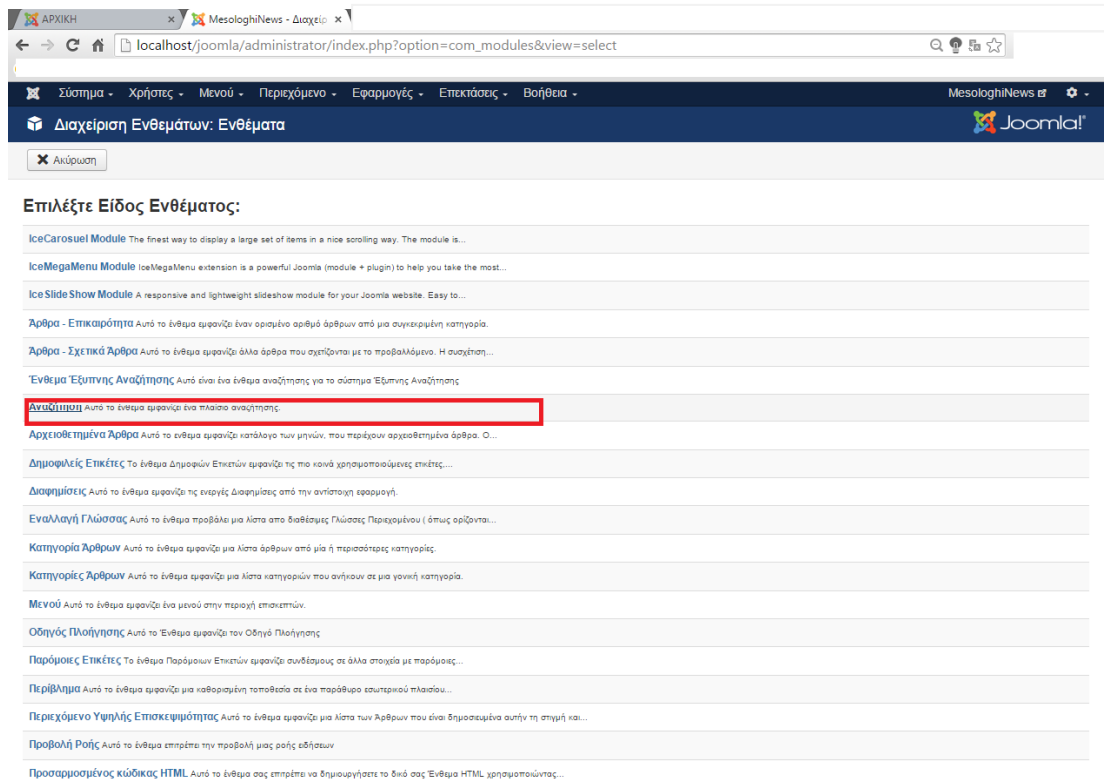 ΑΡΧΙΚΗ
MesologhiNews - Διαχείρ
localhost/joomla/administrator/index.php?option=com_modules&view=select
Σύστημα Χρήστες Μενού Περιεχόμενο Εφαρμογές Επεκτάσεις Βοήθεια MesologhiNews
Διαχείριση Ενθεμάτων: Ενθέματα Joomla!
Ακύρωση
Επιλέξτε Είδος Ενθέματος:
IceCarosuel Module The finest way to display a large set of items in a nice scrolling way. The module is...
IceMegaMenu Module IceMegaMenu extension is a powerful Joomla (module + plugin) to help you take the most...
Ice Slide Show Module A responsive and lightweight slideshow module for your Joomla website. Easy to...
Άρθρα - Επικαιρότητα Αυτό το ένθεμα εμφανίζει έναν ορισμένο αριθμό άρθρων από μια συγκεκριμένη κατηγορία.
Άρθρα - Σχετικά Άρθρα Αυτό το ένθεμα εμφανίζει άλλα άρθρα που σχετίζονται με το προβαλλόμενο. Η συσχέτιση...
Ένθεμα Έξυπνης Αναζήτησης Αυτό είναι ένα ένθεμα αναζήτησης για το σύστημα Έξυπνης Αναζήτησης
Αναζήτηση Αυτό το ένθεμα εμφανίζει ένα πλαίσιο αναζήτησης.
Αρχειοθετημένα Άρθρα Αυτό το ενθεμα εμφανίζει κατάλογο των μηνών, που περιέχουν αρχειοθετημένα άρθρα. Ο...
Δημοφιλείς Ετικέτες Το ένθεμα Δημοφιών Ετικετών εμφανίζει τις πιο κοινά χρησιμοποιούμενες ετικέτες,...
Διαφημίσεις Αυτό το ένθεμα εμφανίζει τις ενεργές Διαφημίσεις από την αντίστοιχη εφαρμογή.
Εναλλαγή Γλώσσας Αυτό το ένθεμα προβάλει μια λίστα απο διαθέσιμες Γλώσσες Περιεχομένου ( όπως ορίζονται...
Κατηγορία Άρθρων Αυτό το ένθεμα εμφανίζει μια λίστα άρθρων από μία ή περισσότερες κατηγορίες.
Κατηγορίες Άρθρων Αυτό το ένθεμα εμφανίζει μια λίστα κατηγοριών που ανήκουν σε μια γονική κατηγορία.
Μενού Αυτό το ένθεμα εμφανίζει ένα μενού στην περιοχή επισκεπτών.
Οδηγός Πλοήγησης Αυτό το Ένθεμα εμφανίζει τον Οδηγό Πλοήγησης
Παρόμοιες Ετικέτες Το ένθεμα Παρόμοιων Ετικετών εμφανίζει συνδέσμους σε άλλα στοιχεία με παρόμοιες...
Περίβλημα Αυτό το ένθεμα εμφανίζει μια καθορισμένη τοποθεσία σε ένα παράθυρο εσωτερικού πλαισίου...
Περιεχόμενο Υψηλής Επισκεψιμότητας Αυτό το ένθεμα εμφανίζει μια λίστα των Άρθρων που είναι δημοσιευμένα αυτήν τη στιγμή και...
Προβολή Ροής Αυτό το ένθεμα επιτρέπει την προβολή μιας ροής ειδήσεων
Προσαρμοσμένος κώδικας HTML Αυτό το ένθεμα σας επιτρέπει να δημιουργήσετε το δικό σας Ένθεμα HTML χρησιμοποιώντας...